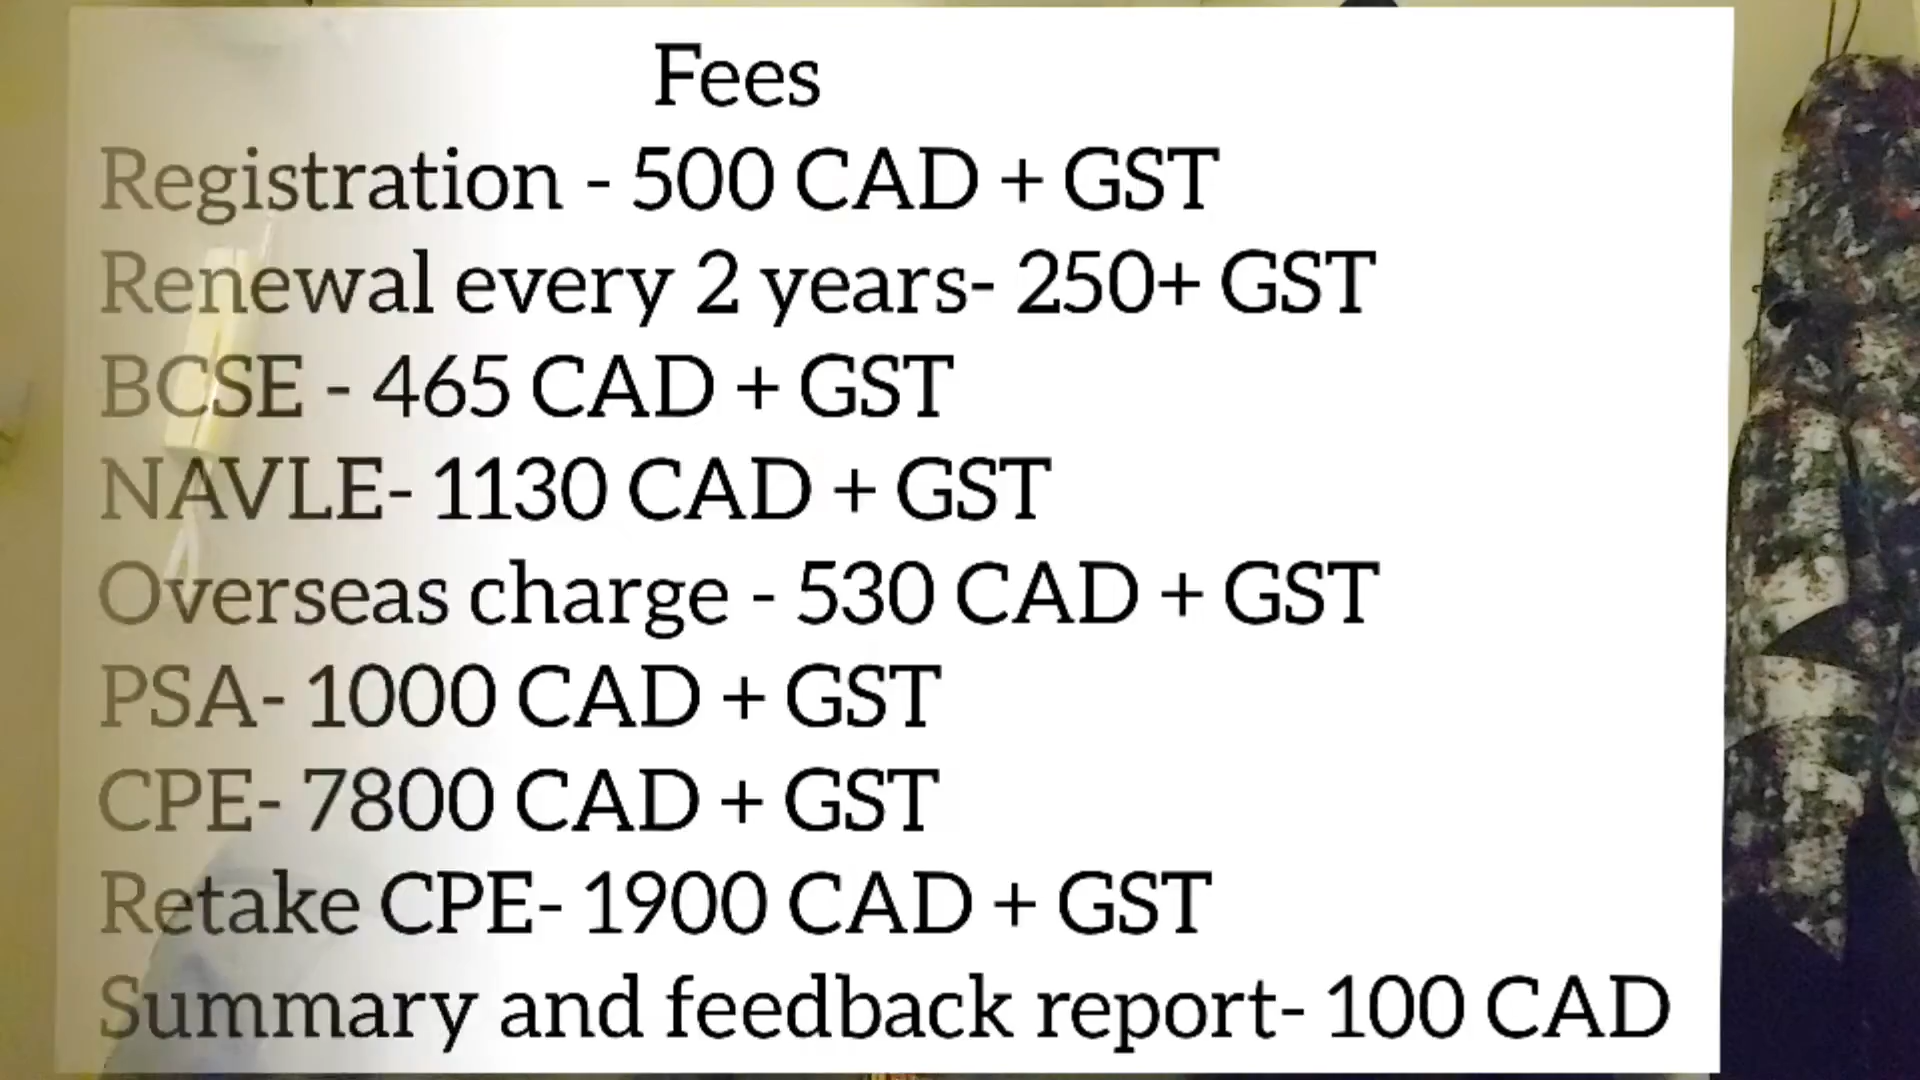 Fees
Registration - 500 CAD + GST
Renewal every 2 years- 250+ GST
BCSE - 465 CAD + GST
NAVLE- 1130 CAD + GST
Overseas charge - 530 CAD + GST
PSA- 1000 CAD + GST
CPE- 7800 CAD + GST
Retake CPE- 1900 CAD + GST
Summary and feedback report- 100 CAD